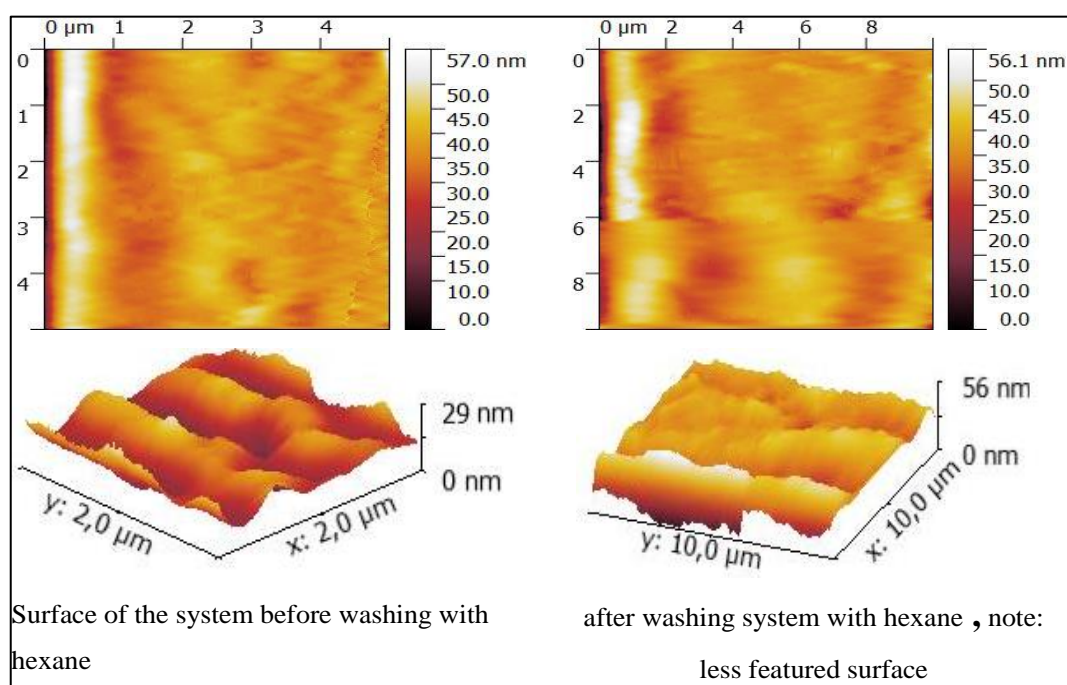 0 µm 1 2 3 4
0
1
2
3
4
57.0 nm
50.0
45.0
40.0
35.0
30.0
25.0
20.0
15.0
10.0
0.0
0 µm 2 4 6 8
0
2
4
6
8
56.1 nm
50.0
45.0
40.0
35.0
30.0
25.0
20.0
15.0
10.0
0.0
29 nm
0 nm
y: 2,0 µm
x: 2,0 µm
56 nm
0 nm
y: 10,0 µm
x: 10,0 µm
Surface of the system before washing with
hexane
after washing system with hexane , note:
less featured surface